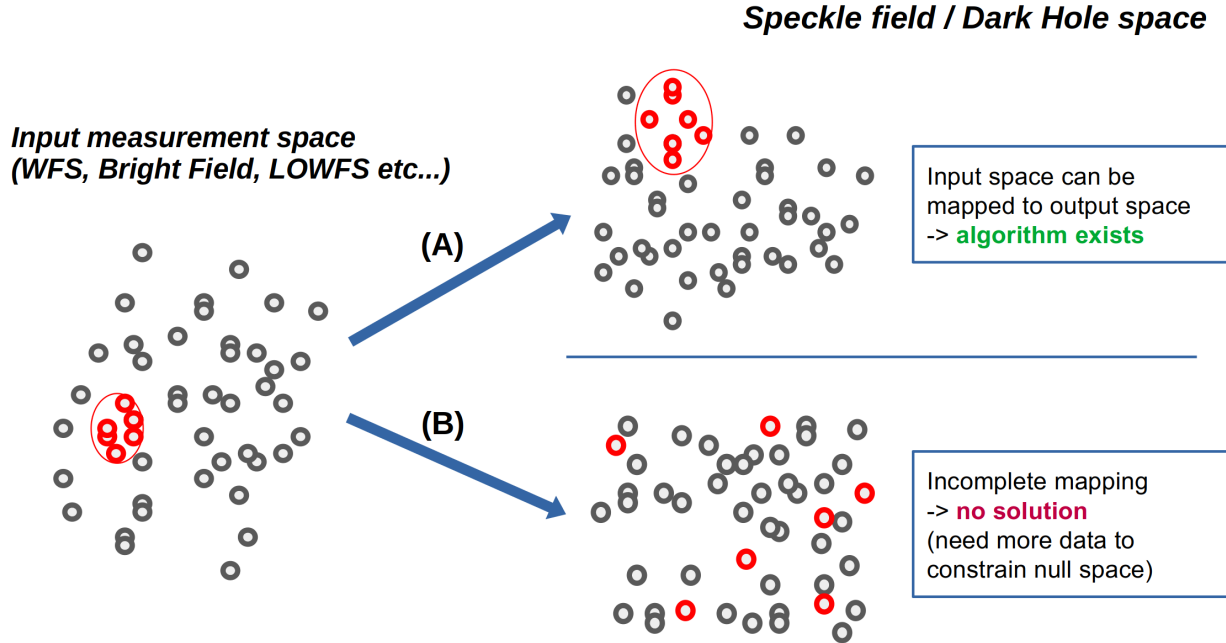 Speckle field / Dark Hole space
Input measurement space
(WFS, Bright Field, LOWFS etc...)
(A)
Input space can be
mapped to output space
-> algorithm exists
(B)
Incomplete mapping
-> no solution
(need more data to
constrain null space)